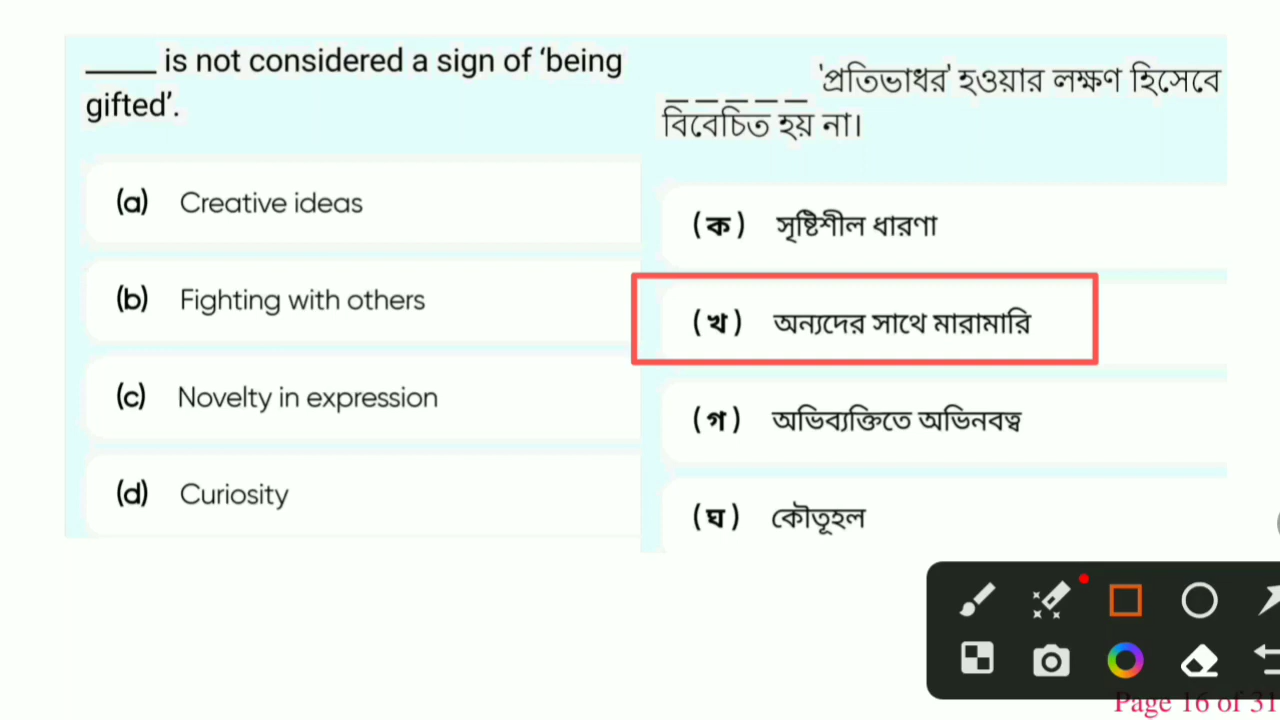 _____ is not considered a sign of ‘being
gifted’.
(a) Creative ideas
(b) Fighting with others
(c) Novelty in expression
(d) Curiosity
_ _ _ _ _ 'প্রতিভাধর' হওয়ার লক্ষণ হিসেবে
বিবেচিত হয় না।
(ক) সৃষ্টিশীল ধারণা
(খ) অন্যদের সাথে মারামারি
(গ) অভিব্যক্তিতে অভিনবত্ব
(ঘ) কৌতূহল
Page 16 of 31